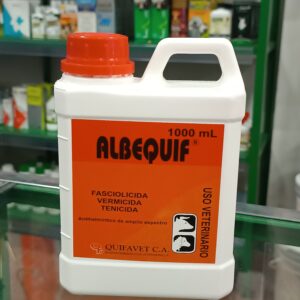 1000 mL
ALBEQUIF®
FASCIOLICIDA
VERMICIDA
TENICIDA
Antihelmíntico de amplio espectro
USO VETERINARIO
QUIFAVET C.A.